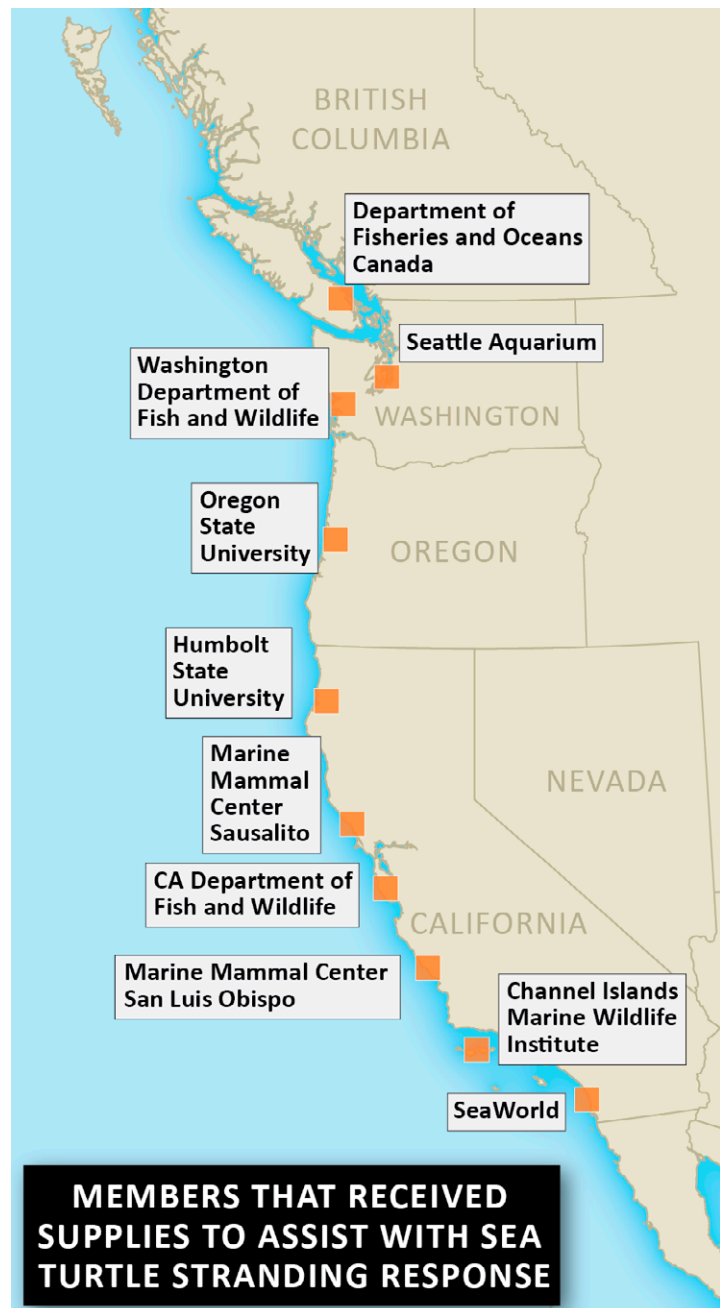 BRITISH
COLUMBIA
Department of
Fisheries and Oceans
Canada
Seattle Aquarium
Washington
Department of
Fish and Wildlife
WASHINGTON
Oregon
State
University
OREGON
Humbolt
State
University
Marine
Mammal
Center
Sausalito
NEVADA
CA Department of
Fish and Wildlife
CALIFORNIA
Marine Mammal Center
San Luis Obispo
Channel Islands
Marine Wildlife
Institute
SeaWorld
MEMBERS THAT RECEIVED
SUPPLIES TO ASSIST WITH SEA
TURTLE STRANDING RESPONSE